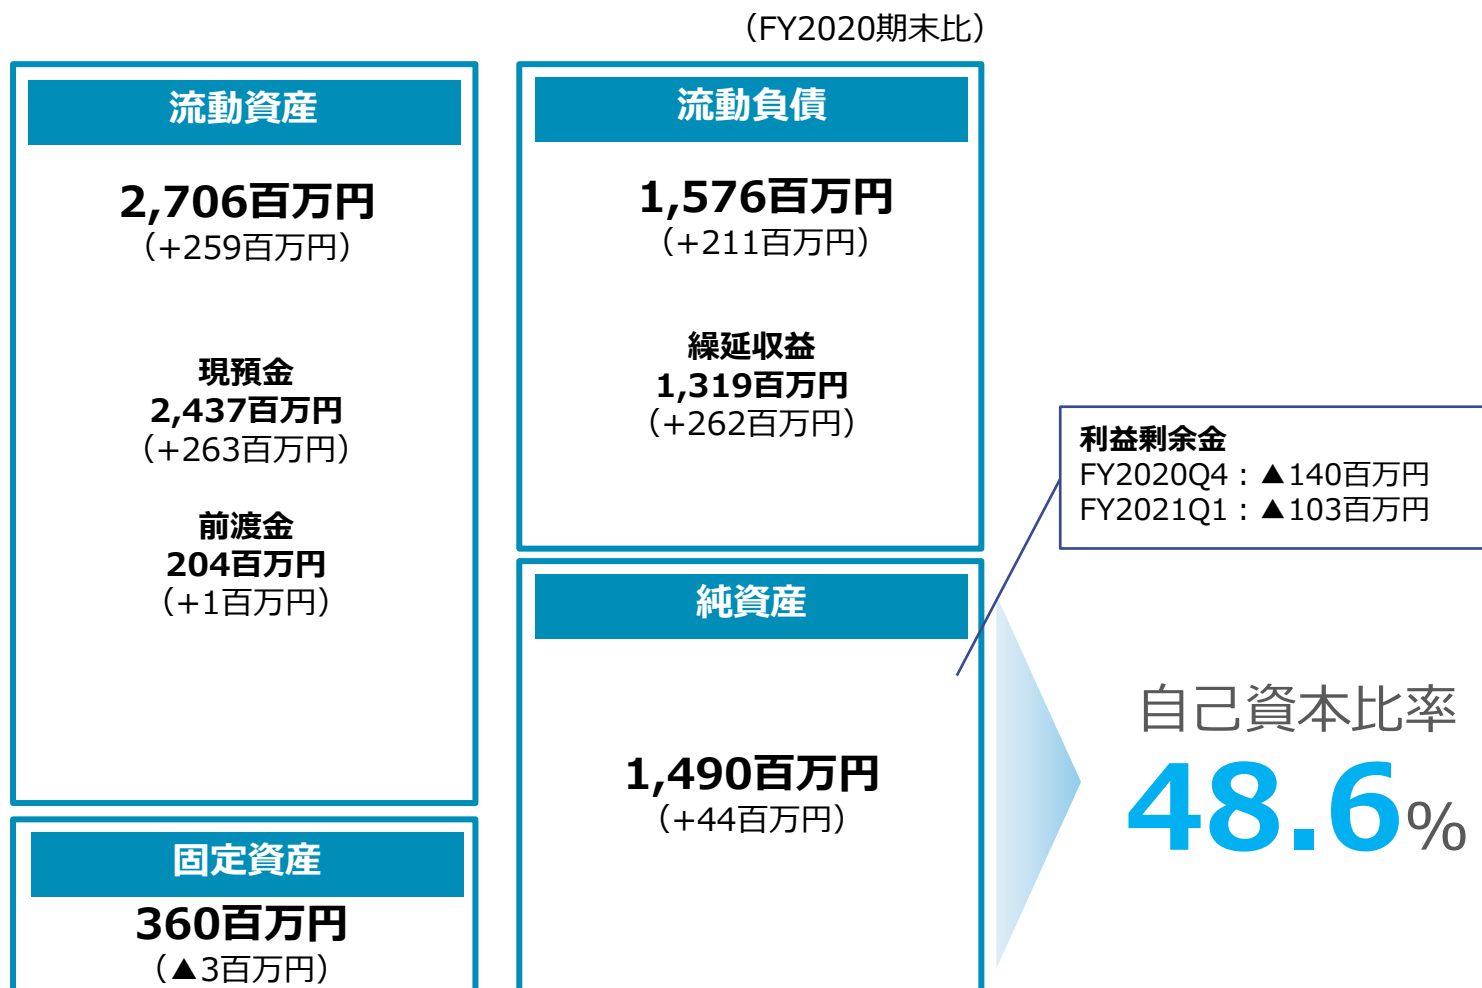 （FY2020期末比）
流動資産
2,706百万円
（+259百万円）
現預金
2,437百万円
（+263百万円）
前渡金
204百万円
（+1百万円）
固定資産
360百万円
（▲3百万円）
流動負債
1,576百万円
（+211百万円）
繰延収益
1,319百万円
（+262百万円）
純資産
1,490百万円
（+44百万円）
利益剰余金
FY2020Q4：▲140百万円
FY2021Q1：▲103百万円
自己資本比率
48.6%